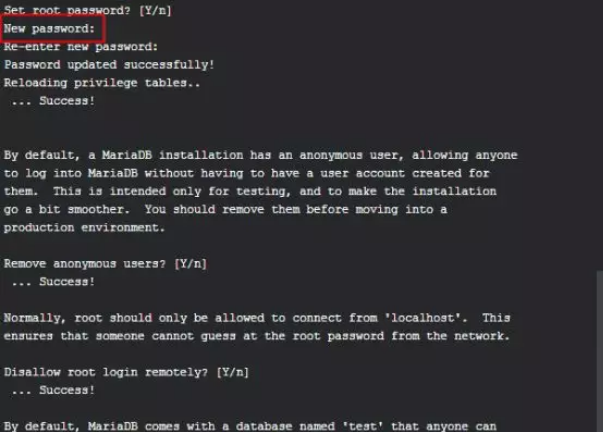 Set root password? [Y/n]
New password:
Re-enter new password:
Password updated successfully!
Reloading privilege tables..
... Success!
By default, a MariaDB installation has an anonymous user, allowing anyone
to log into MariaDB without having to have a user account created for
them.  This is intended only for testing, and to make the installation
go a bit smoother.  You should remove them before moving into a
production environment.
Remove anonymous users? [Y/n]
... Success!
Normally, root should only be allowed to connect from 'localhost'.  This
ensures that someone cannot guess at the root password from the network.
Disallow root login remotely? [Y/n]
... Success!
By default, MariaDB comes with a database named 'test' that anyone can